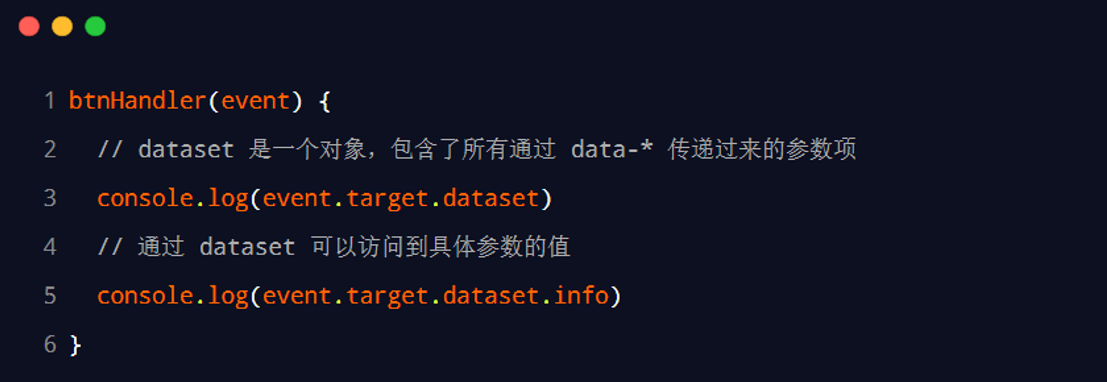 1 btnHandler(event) {
2 // dataset 是一个对象，包含了所有通过 data-* 传递过来的参数项
3 console.log(event.target.dataset)
4 // 通过 dataset 可以访问到具体参数的值
5 console.log(event.target.dataset.info)
6 }